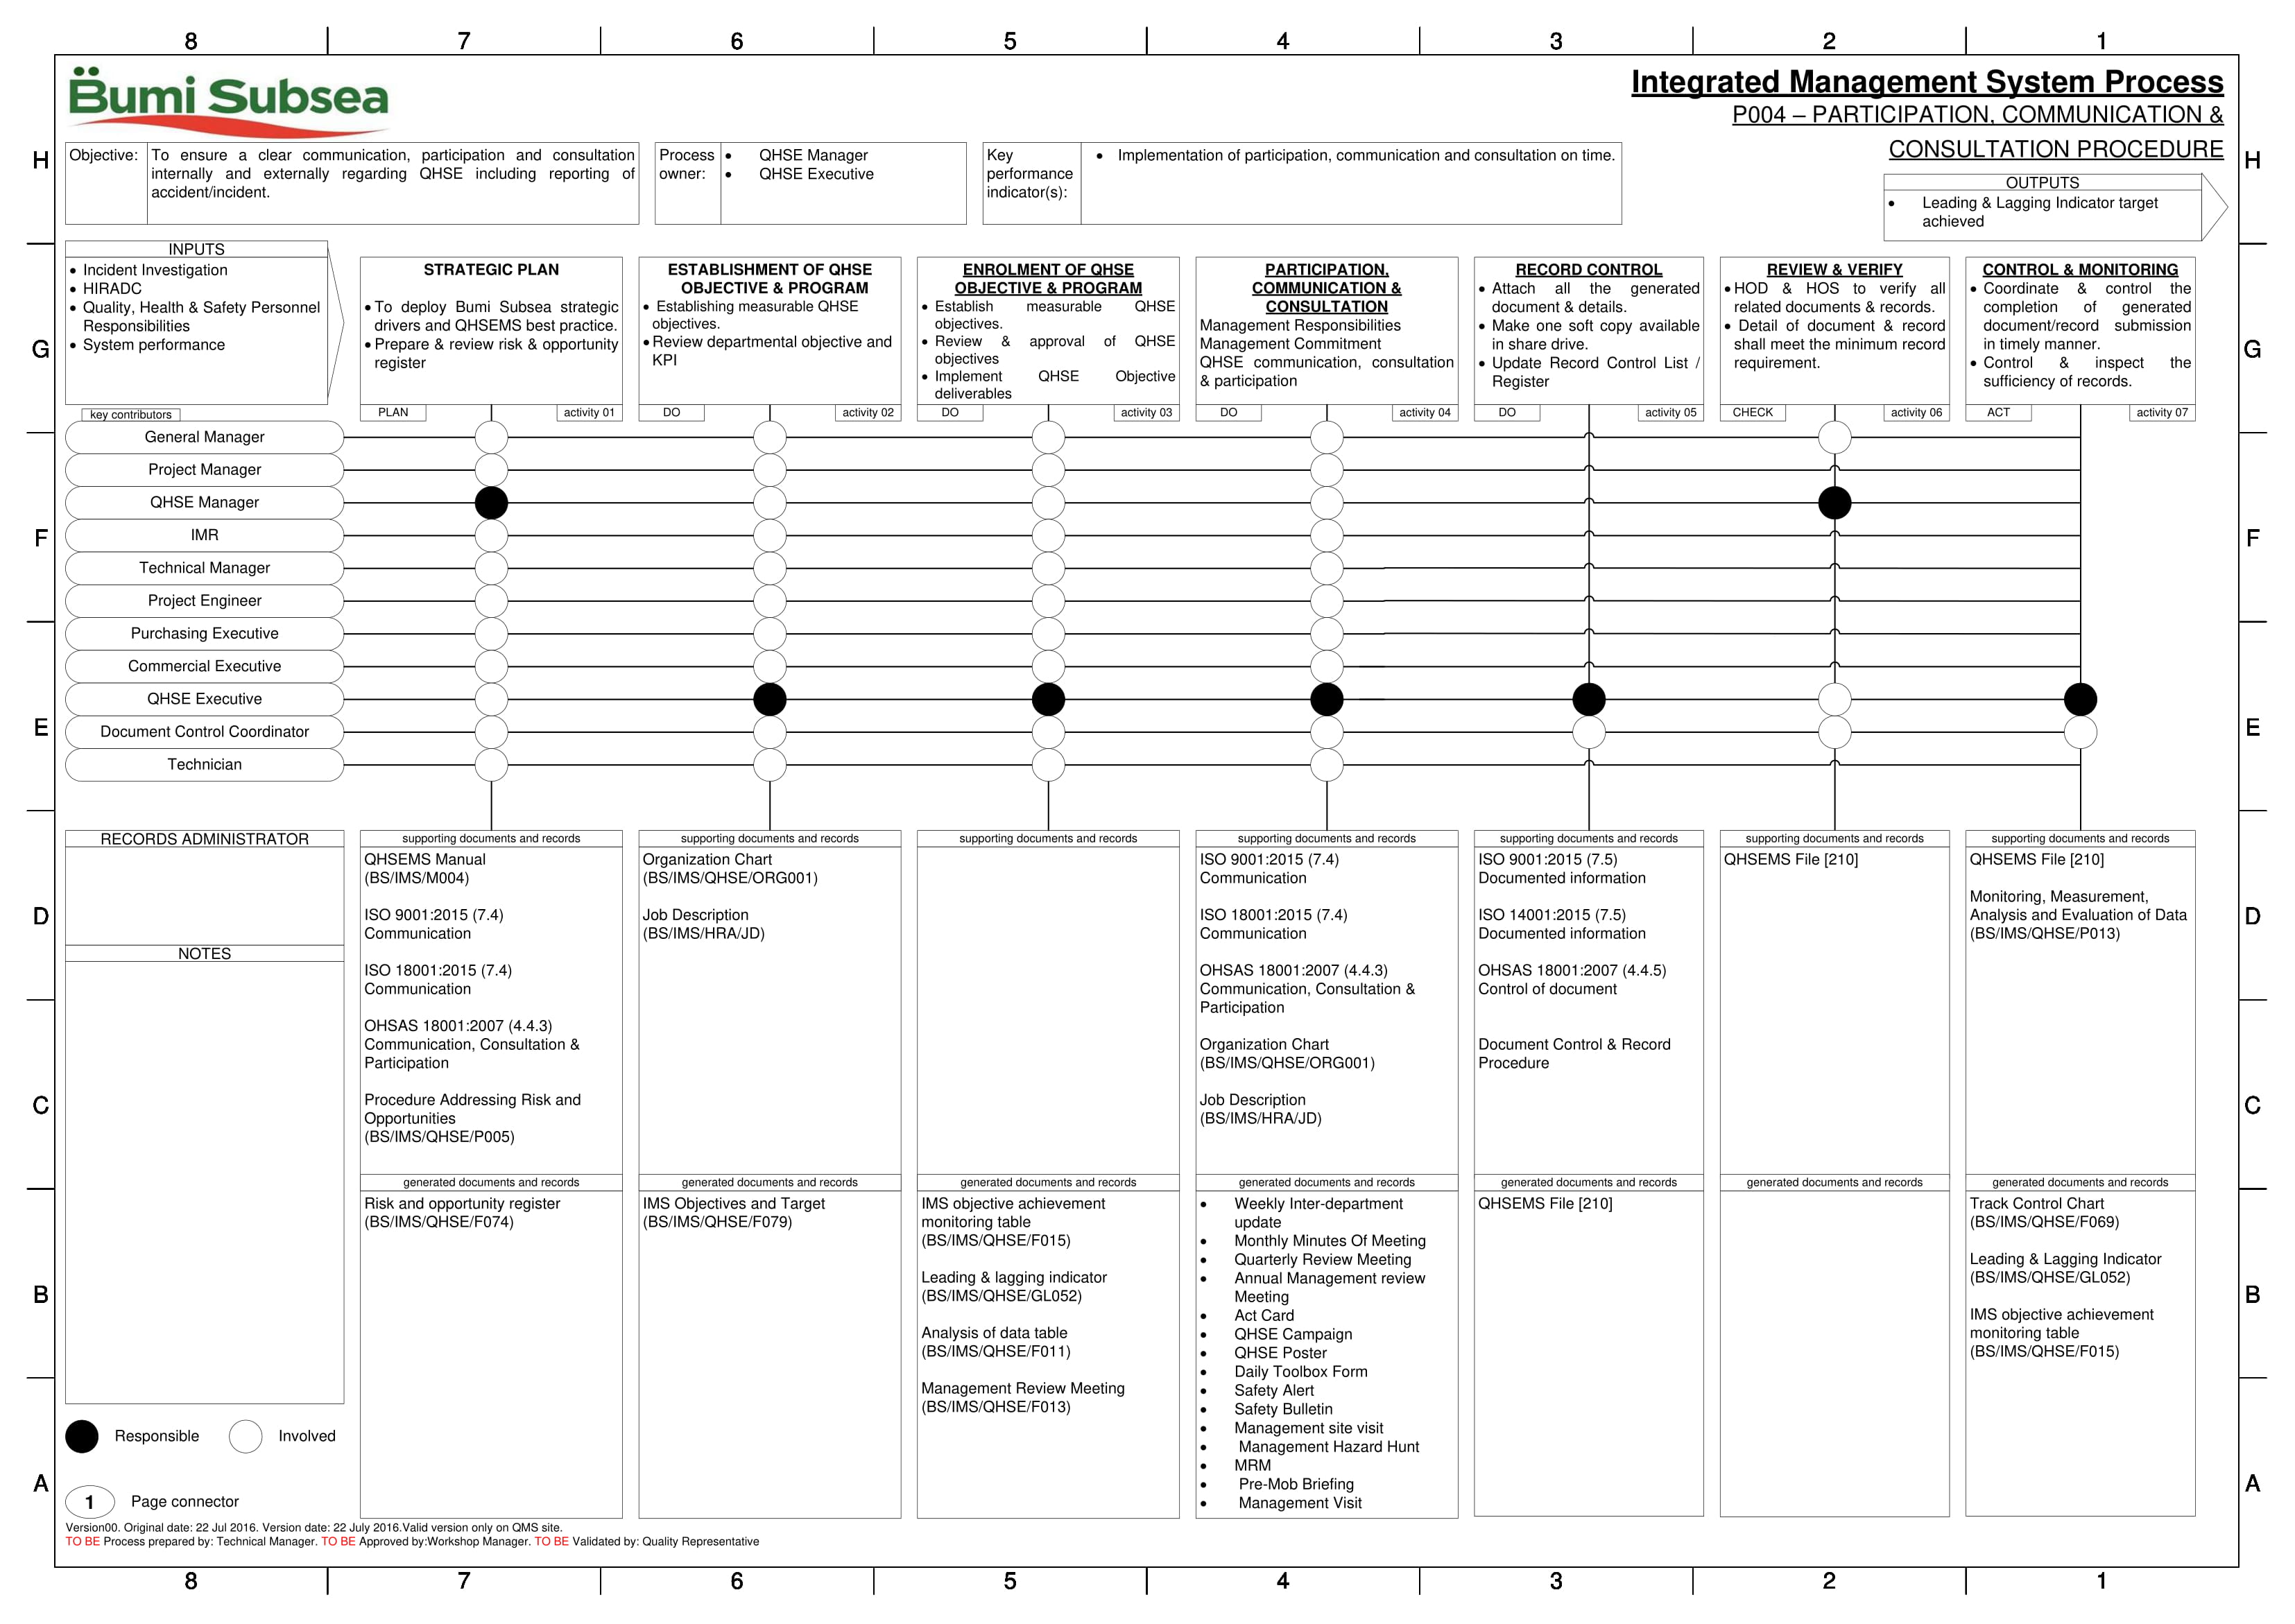 8 7 6 5 4 3 2 1
Bumi Subsea
Integrated Management System Process
P004 – PARTICIPATION, COMMUNICATION &
CONSULTATION PROCEDURE
H H
Objective:
To ensure a clear communication, participation and consultation
internally and externally regarding QHSE including reporting of
accident/incident.
Process
owner:
• QHSE Manager
• QHSE Executive
Key
performance
indicator(s):
• Implementation of participation, communication and consultation on time.
OUTPUTS
• Leading & Lagging Indicator target
achieved
INPUTS
• Incident Investigation
• HIRADC
• Quality, Health & Safety Personnel
Responsibilities
• System performance
G G
STRATEGIC PLAN
• To deploy Bumi Subsea strategic
drivers and QHSEMS best practice.
• Prepare & review risk & opportunity
register
PLAN activity 01
ESTABLISHMENT OF QHSE
OBJECTIVE & PROGRAM
• Establishing measurable QHSE
objectives.
• Review departmental objective and
KPI
DO activity 02
ENROLMENT OF QHSE
OBJECTIVE & PROGRAM
• Establish measurable QHSE
objectives.
• Review & approval of QHSE
objectives
• Implement QHSE Objective
deliverables
DO activity 03
PARTICIPATION,
COMMUNICATION &
CONSULTATION
Management Responsibilities
Management Commitment
QHSE communication, consultation
& participation
DO activity 04
RECORD CONTROL
• Attach all the generated
document & details.
• Make one soft copy available
in share drive.
• Update Record Control List /
Register
DO activity 05
REVIEW & VERIFY
• HOD & HOS to verify all
related documents & records.
• Detail of document & record
shall meet the minimum record
requirement.
CHECK activity 06
CONTROL & MONITORING
• Coordinate & control the
completion of generated
document/record submission
in timely manner.
• Control & inspect the
sufficiency of records.
ACT activity 07
key contributors
General Manager
Project Manager
QHSE Manager
IMR
F F
Technical Manager
Project Engineer
Purchasing Executive
Commercial Executive
QHSE Executive
E E
Document Control Coordinator
Technician
RECORDS ADMINISTRATOR
D D
NOTES
C C
supporting documents and records
QHSEMS Manual
(BS/IMS/M004)
ISO 9001:2015 (7.4)
Communication
ISO 18001:2015 (7.4)
Communication
OHSAS 18001:2007 (4.4.3)
Communication, Consultation &
Participation
Procedure Addressing Risk and
Opportunities
(BS/IMS/QHSE/P005)
supporting documents and records
Organization Chart
(BS/IMS/QHSE/ORG001)
Job Description
(BS/IMS/HRA/JD)
supporting documents and records
supporting documents and records
ISO 9001:2015 (7.4)
Communication
ISO 18001:2015 (7.4)
Communication
OHSAS 18001:2007 (4.4.3)
Communication, Consultation &
Participation
Organization Chart
(BS/IMS/QHSE/ORG001)
Job Description
(BS/IMS/HRA/JD)
supporting documents and records
ISO 9001:2015 (7.5)
Documented information
ISO 14001:2015 (7.5)
Documented information
OHSAS 18001:2007 (4.4.5)
Control of document
Document Control & Record
Procedure
supporting documents and records
QHSEMS File [210]
supporting documents and records
QHSEMS File [210]
Monitoring, Measurement,
Analysis and Evaluation of Data
(BS/IMS/QHSE/P013)
B B
generated documents and records
Risk and opportunity register
(BS/IMS/QHSE/F074)
generated documents and records
IMS Objectives and Target
(BS/IMS/QHSE/F079)
generated documents and records
IMS objective achievement
monitoring table
(BS/IMS/QHSE/F015)
Leading & lagging indicator
(BS/IMS/QHSE/GL052)
Analysis of data table
(BS/IMS/QHSE/F011)
Management Review Meeting
(BS/IMS/QHSE/F013)
generated documents and records
• Weekly Inter-department
update
• Monthly Minutes Of Meeting
• Quarterly Review Meeting
• Annual Management review
Meeting
• Act Card
• QHSE Campaign
• QHSE Poster
• Daily Toolbox Form
• Safety Alert
• Safety Bulletin
• Management site visit
• Management Hazard Hunt
• MRM
• Pre-Mob Briefing
• Management Visit
generated documents and records
QHSEMS File [210]
generated documents and records
generated documents and records
Track Control Chart
(BS/IMS/QHSE/F069)
Leading & Lagging Indicator
(BS/IMS/QHSE/GL052)
IMS objective achievement
monitoring table
(BS/IMS/QHSE/F015)
Responsible Involved
A A
1 Page connector
Version00. Original date: 22 Jul 2016. Version date: 22 July 2016.Valid version only on QMS site.
TO BE Process prepared by: Technical Manager. TO BE Approved by:Workshop Manager. TO BE Validated by: Quality Representative
8 7 6 5 4 3 2 1